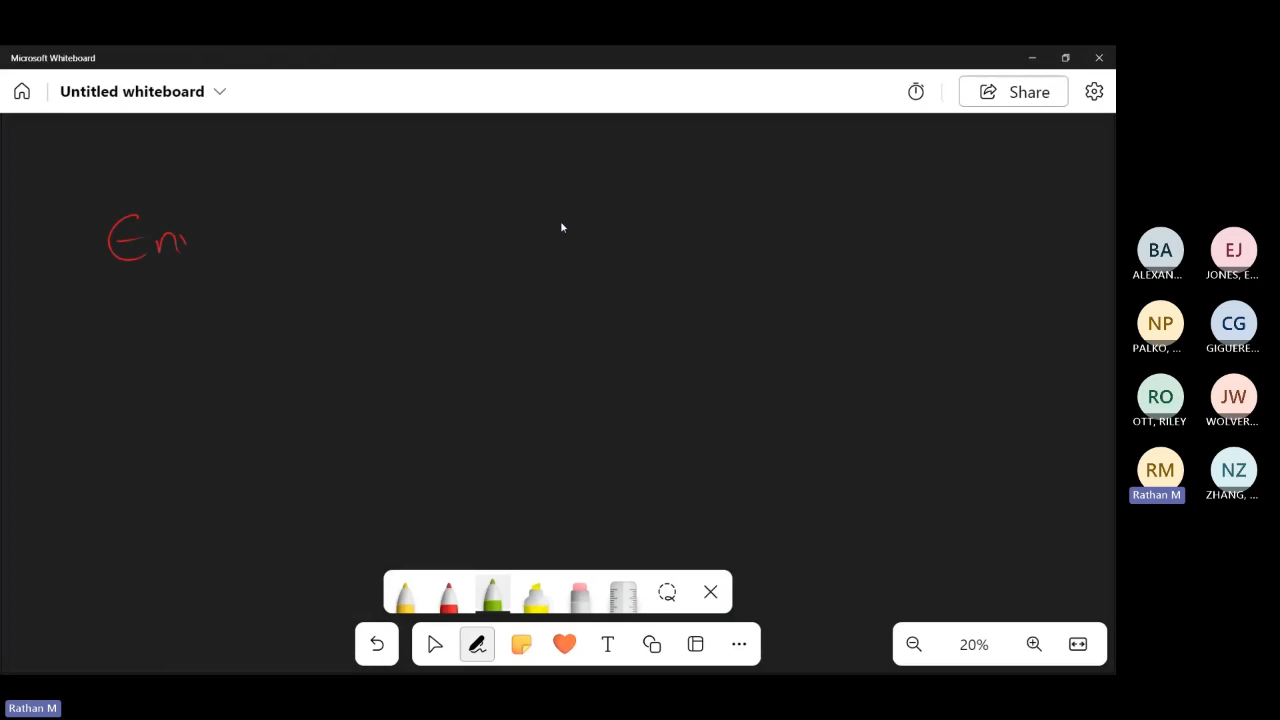 Microsoft Whiteboard
Untitled whiteboard
Share
En
BA
ALEXAN...
EJ
JONES, E...
NP
PALKO, ...
CG
GIGUERE...
RO
OTT, RILEY
JW
WOLVER...
RM
Rathan M
NZ
ZHANG, ...
T
20%
Rathan M